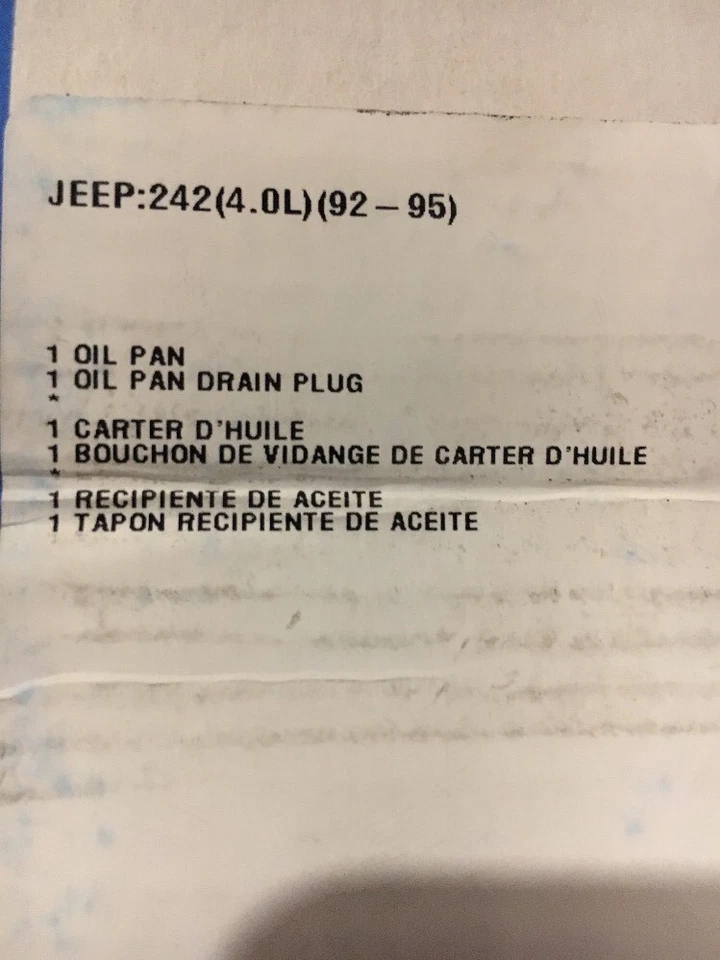 JEEP:242(4.0L)(92-95)
1 OIL PAN
1 OIL PAN DRAIN PLUG
*
1 CARTER D'HUILE
1 BOUCHON DE VIDANGE DE CARTER D'HUILE
*
1 RECIPIENTE DE ACEITE
1 TAPON RECIPIENTE DE ACEITE